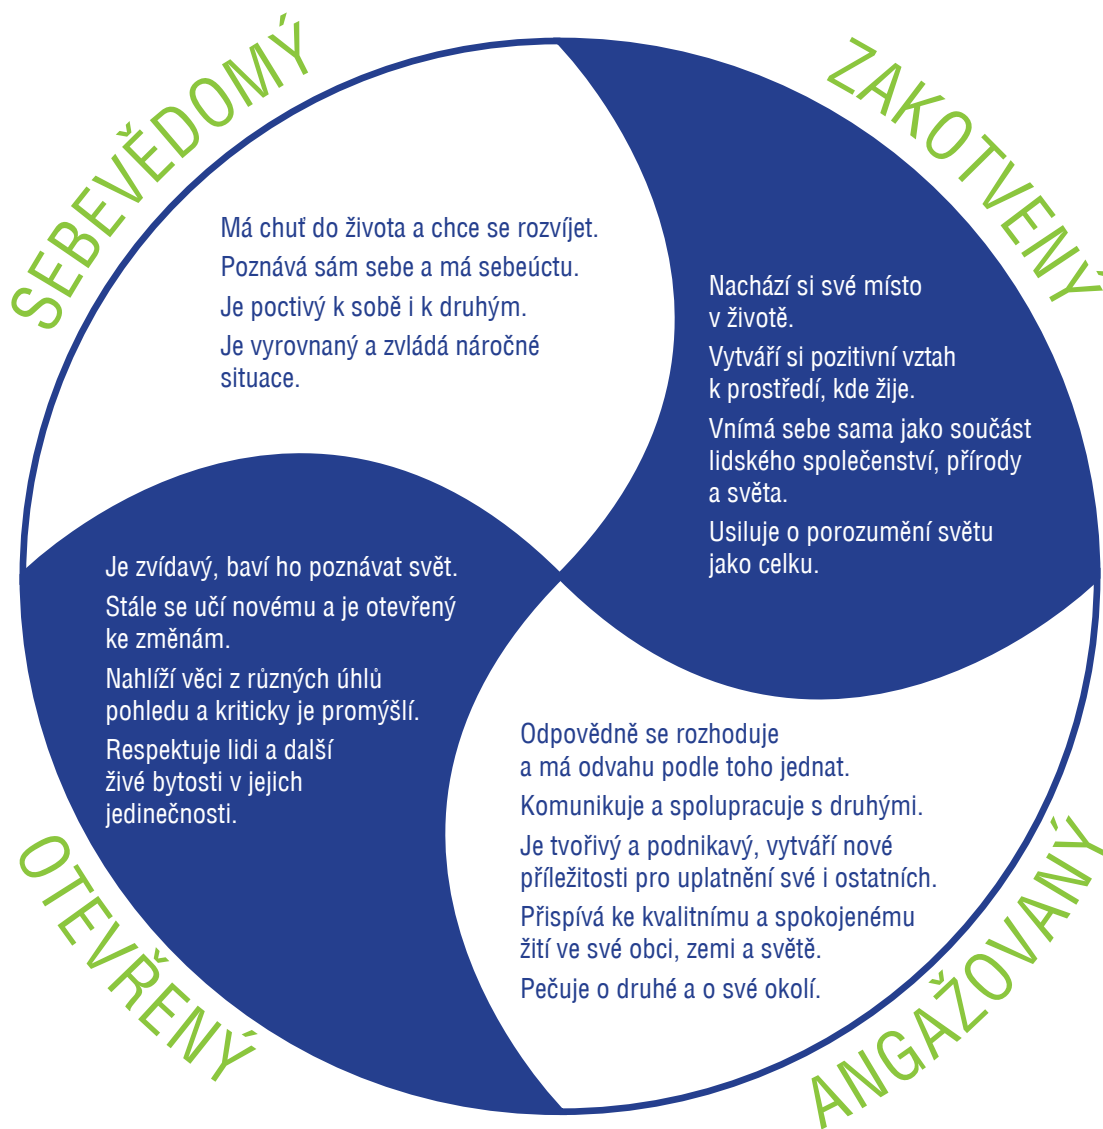 SEBEVĚDOMÝ
Má chuť do života a chce se rozvíjet.
Poznává sám sebe a má sebeúctu.
Je poctivý k sobě i k druhým.
Je vyrovnaný a zvládá náročné
situace.
ZAKOTVENÝ
Nachází si své místo
v životě.
Vytváří si pozitivní vztah
k prostředí, kde žije.
Vnímá sebe sama jako součást
lidského společenství, přírody
a světa.
Usiluje o porozumění světu
jako celku.
OTEVŘENÝ
Je zvídavý, baví ho poznávat svět.
Stále se učí novému a je otevřený
ke změnám.
Nahlíží věci z různých úhlů
pohledu a kriticky je promýšlí.
Respektuje lidi a další
živé bytosti v jejich
jedinečnosti.
ANGAŽOVANÝ
Odpovědně se rozhoduje
a má odvahu podle toho jednat.
Komunikuje a spolupracuje s druhými.
Je tvořivý a podnikavý, vytváří nové
příležitosti pro uplatnění své i ostatních.
Přispívá ke kvalitnímu a spokojenému
žití ve své obci, zemi a světě.
Pečuje o druhé a o své okolí.